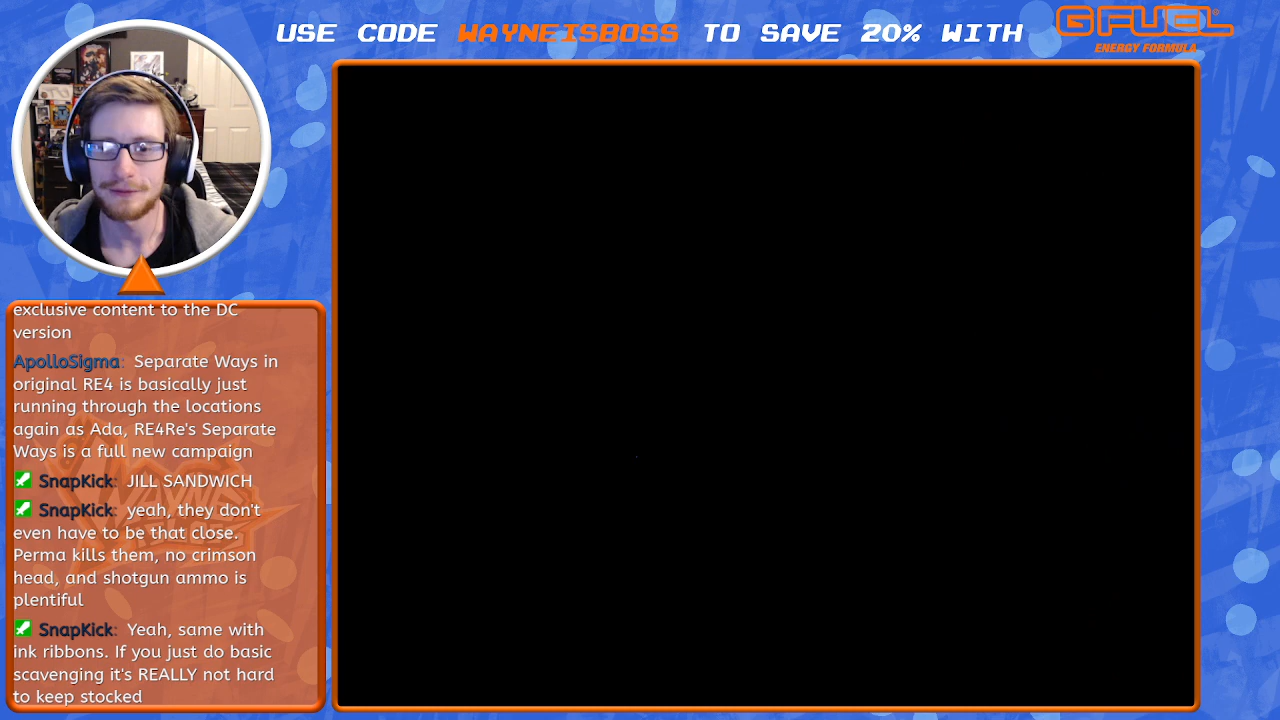 USE CODE WAYNEISBOSS TO SAVE 20% WITH
G FUEL
ENERGY FORMULA
exclusive content to the DC
version
ApolloSigma: Separate Ways in
original RE4 is basically just
running through the locations
again as Ada, RE4Re's Separate
Ways is a full new campaign
SnapKick: JILL SANDWICH
SnapKick: yeah, they don't
even have to be that close.
Perma kills them, no crimson
head, and shotgun ammo is
plentiful
SnapKick: Yeah, same with
ink ribbons. If you just do basic
scavenging it's REALLY not hard
to keep stocked